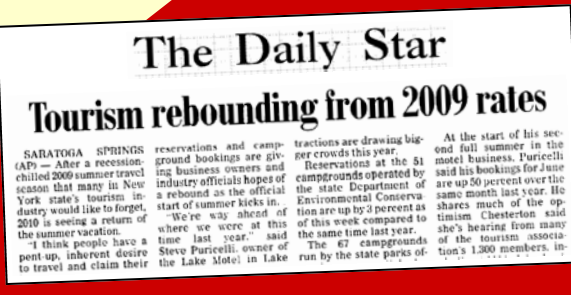 The Daily Star
Tourism rebounding from 2009 rates
SARATOGA SPRINGS
(AP) — After a recession-
chilled 2009 summer travel
season that many in New
York state's tourism in-
dustry would like to forget,
2010 is seeing a return of
the summer vacation.
"I think people have a
pent-up, inherent desire
to travel and claim their
reservations and camp-
ground bookings are giv-
ing business owners and
industry officials hopes of
a rebound as the official
start of summer kicks in.
"We're way ahead of
where we were at this
time last year." said
Steve Puricelli, owner of
the Lake Motel in Lake
tractions are drawing big-
ger crowds this year.
Reservations at the 51
campgrounds operated by
the state Department of
Environmental Conserva-
tion are up by 3 percent as
of this week compared to
the same time last year.
The 67 campgrounds
run by the state parks of-
At the start of his sec-
ond full summer in the
motel business, Puricelli
said his bookings for June
are up 50 percent over the
same month last year. He
shares much of the op-
timism Chesterton said
she's hearing from many
of the tourism associa-
tion's 1,300 members, in-